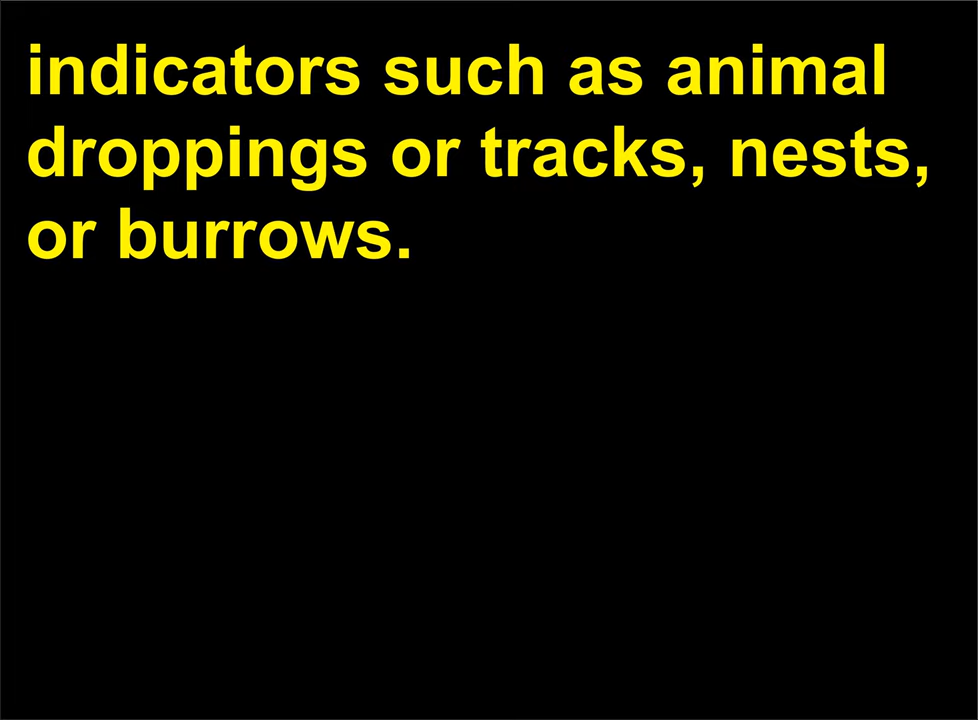 indicators such as animal
droppings or tracks, nests,
or burrows.